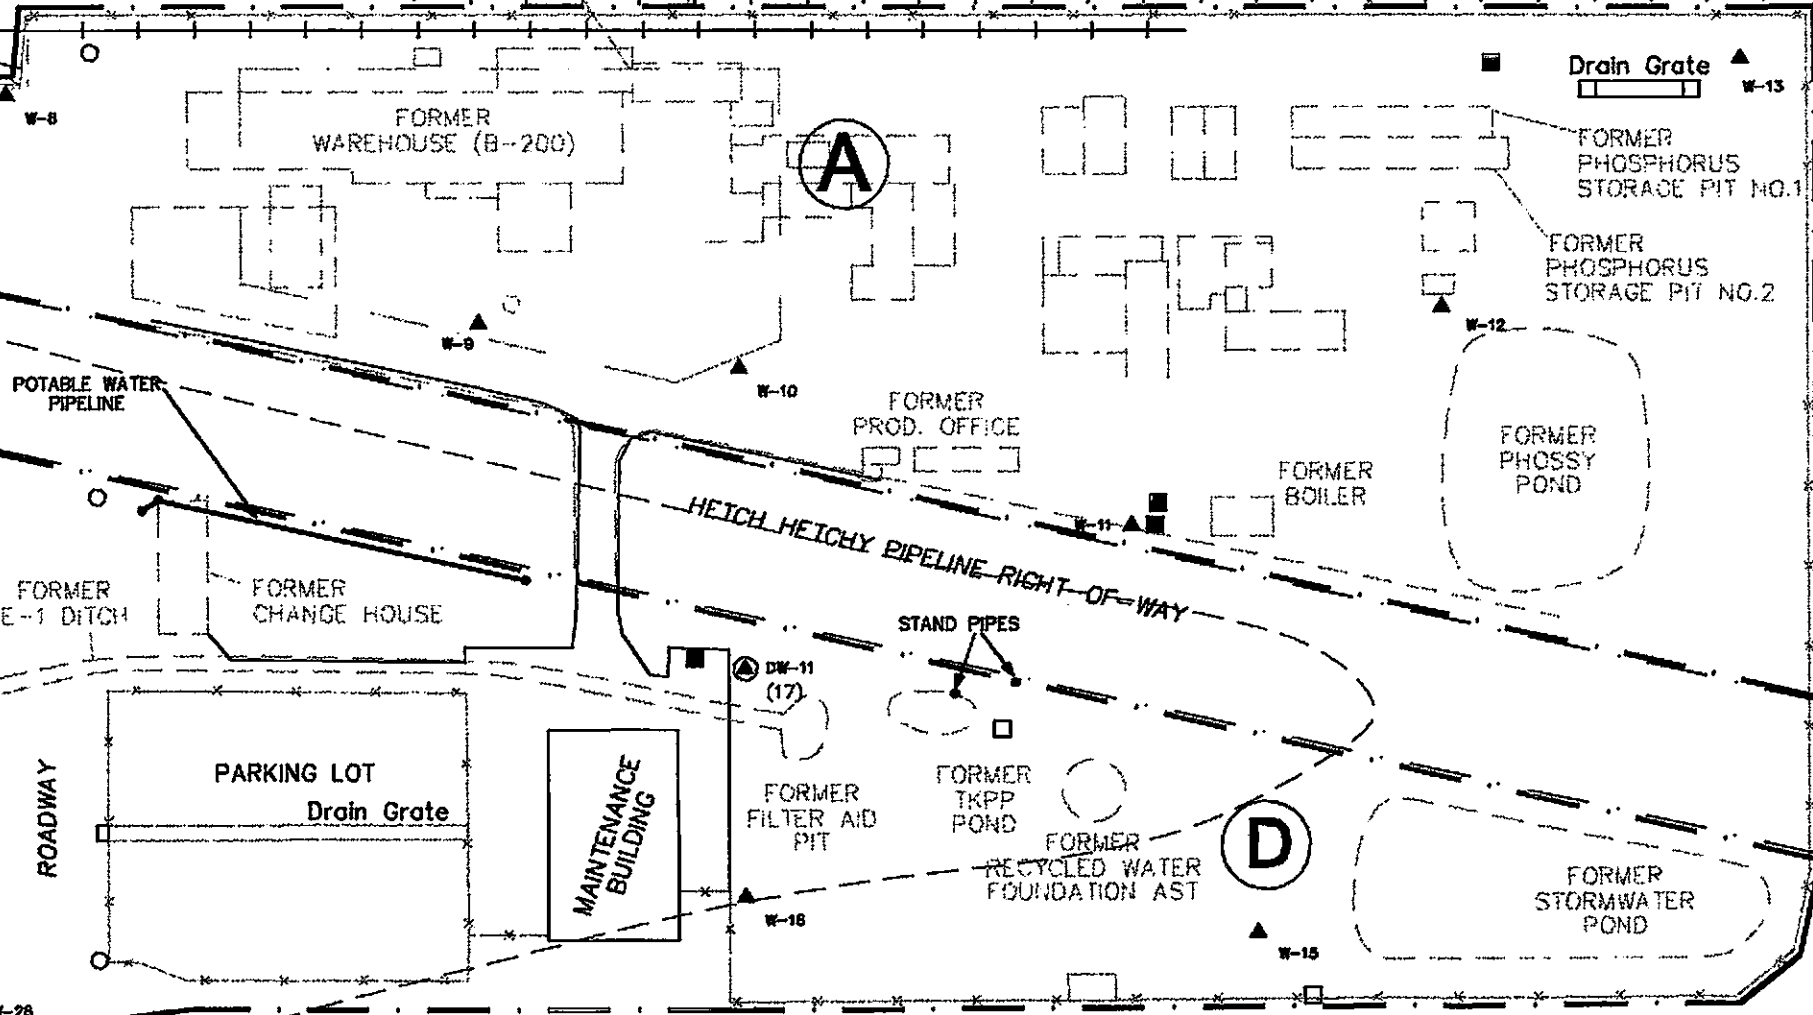 Drain Grate
W-13
W-8
FORMER
WAREHOUSE (B-200)
A
FORMER
PHOSPHORUS
STORAGE PIT NO.1
FORMER
PHOSPHORUS
STORAGE PIT NO.2
W-12
W-9
W-10
POTABLE WATER
PIPELINE
FORMER
PROD. OFFICE
FORMER
PHOSSY
POND
FORMER
BOILER
W-11
HETCH HETCHY PIPELINE RIGHT-OF-WAY
FORMER
E-1 DITCH
FORMER
CHANGE HOUSE
STAND PIPES
DW-11
(17)
ROADWAY
PARKING LOT
Drain Grate
MAINTENANCE
BUILDING
FORMER
FILTER AID
PIT
FORMER
TKPP
POND
FORMER
RECYCLED WATER
FOUNDATION AST
D
FORMER
STORMWATER
POND
W-15